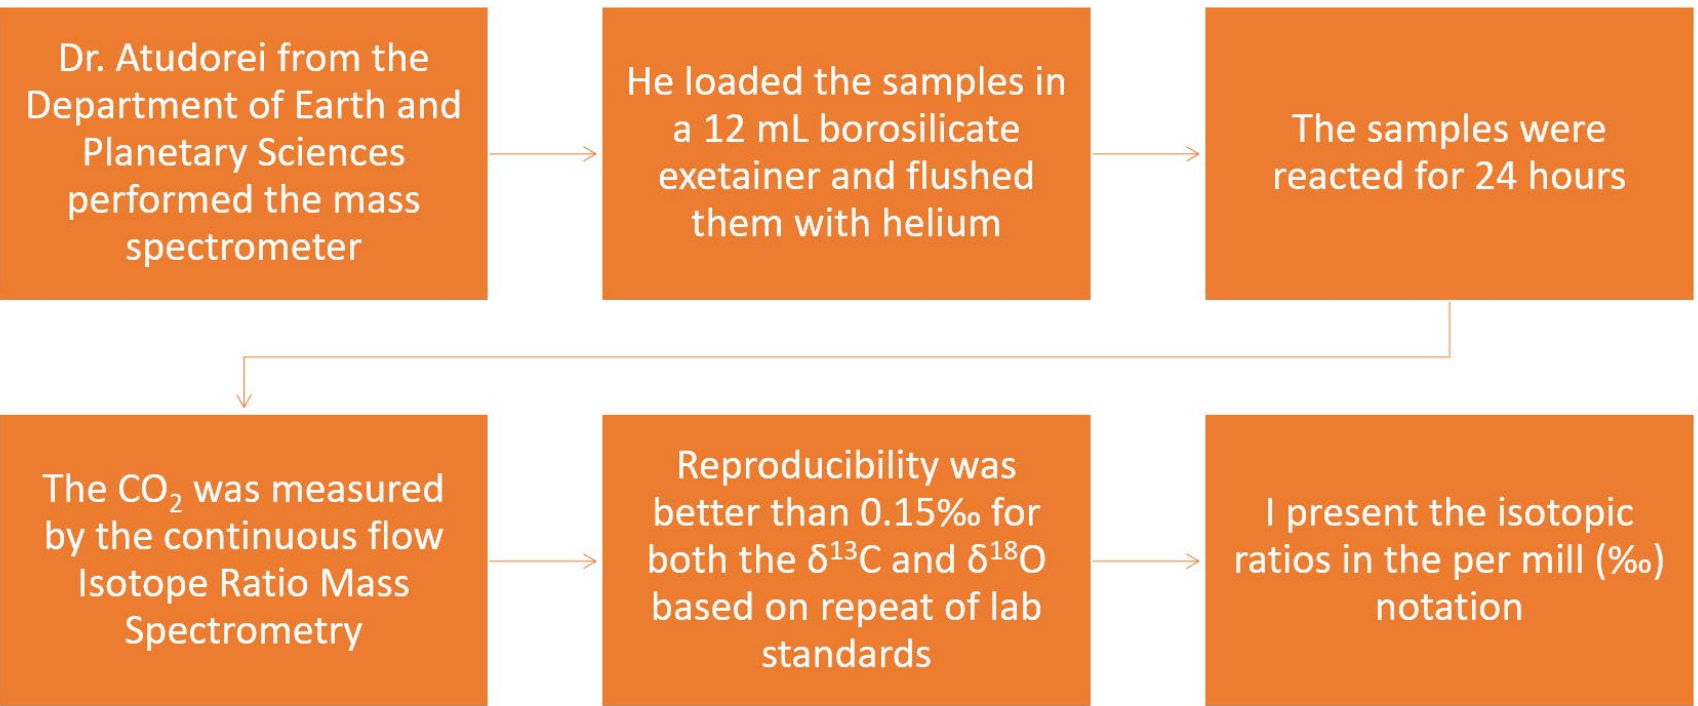 Dr. Atudorei from the
Department of Earth and
Planetary Sciences
performed the mass
spectrometer
He loaded the samples in
a 12 mL borosilicate
exetainer and flushed
them with helium
The samples were
reacted for 24 hours
The CO₂ was measured
by the continuous flow
Isotope Ratio Mass
Spectrometry
Reproducibility was
better than 0.15‰ for
both the δ¹³C and δ¹⁸O
based on repeat of lab
standards
I present the isotopic
ratios in the per mill (‰)
notation